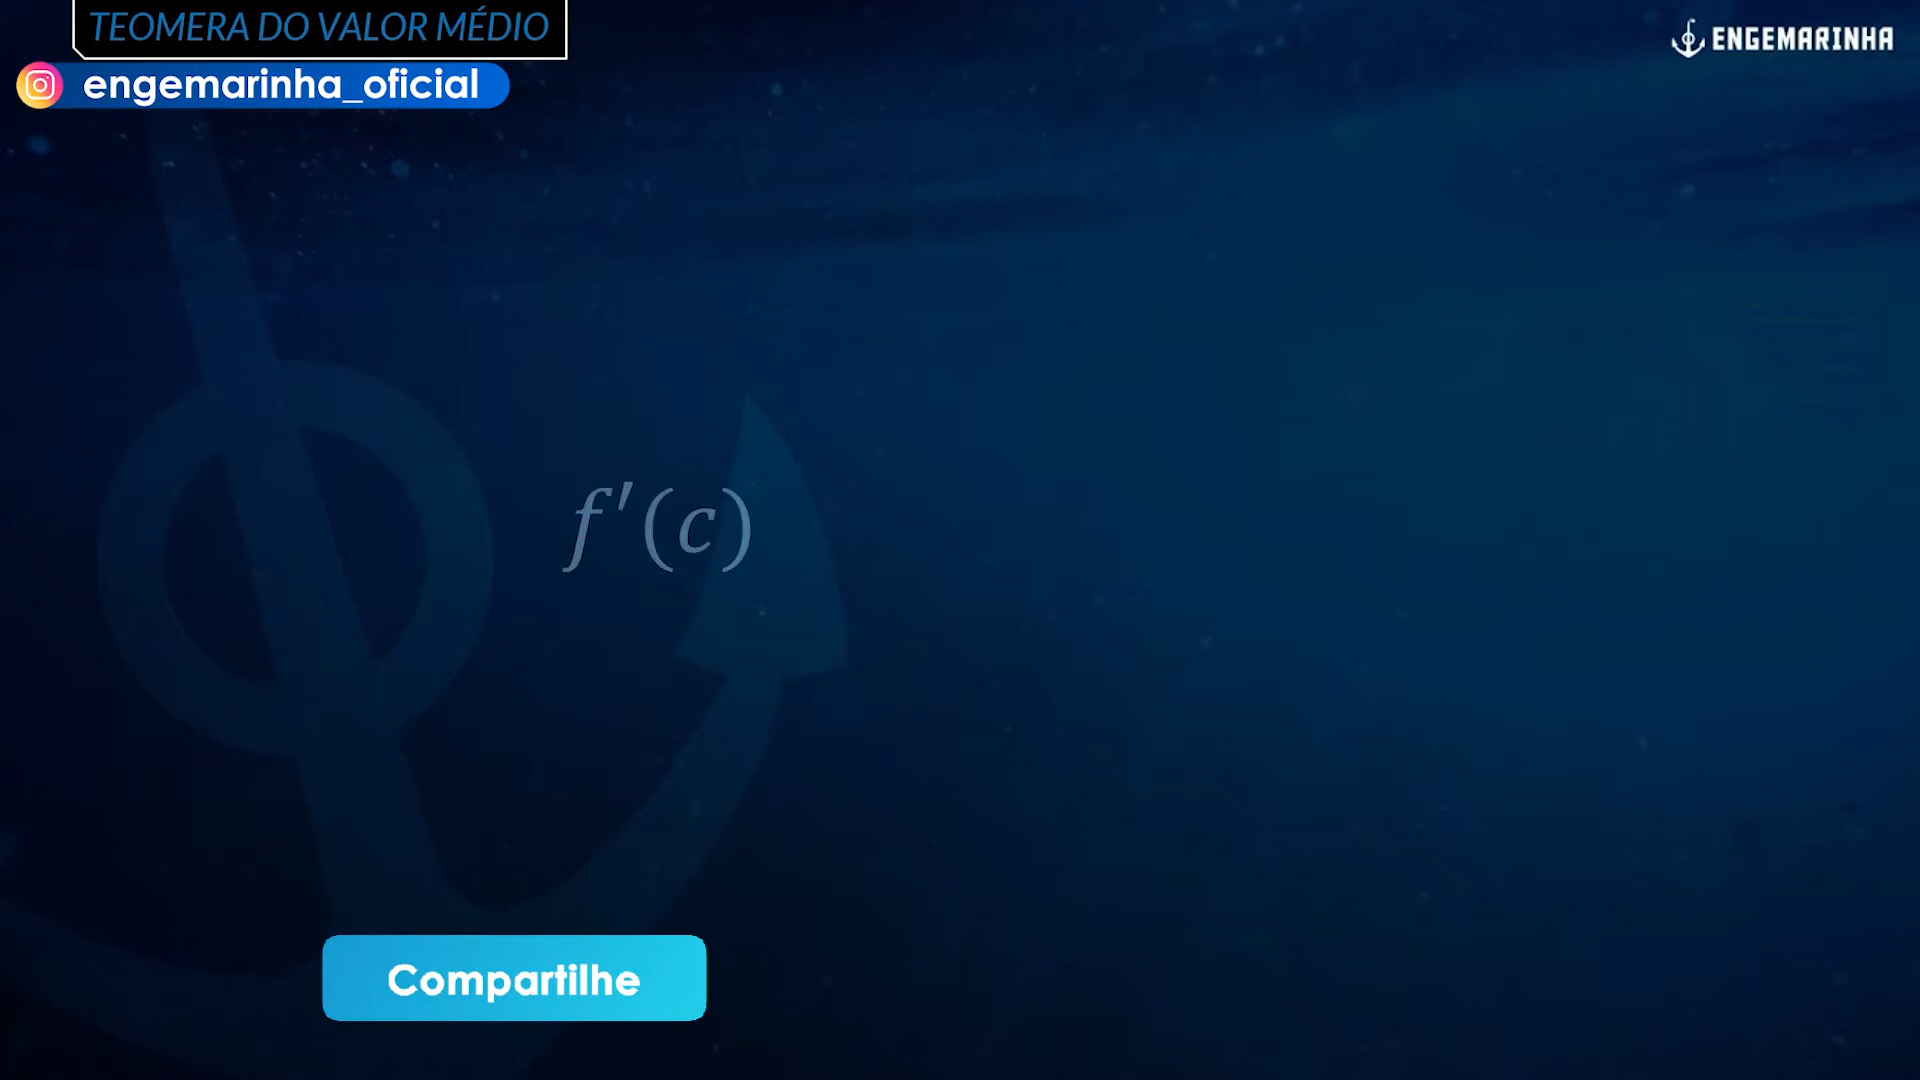 TEOMERA DO VALOR MÉDIO
ENGEMARINHA
engemarinha_oficial
f′(c)
Compartilhe